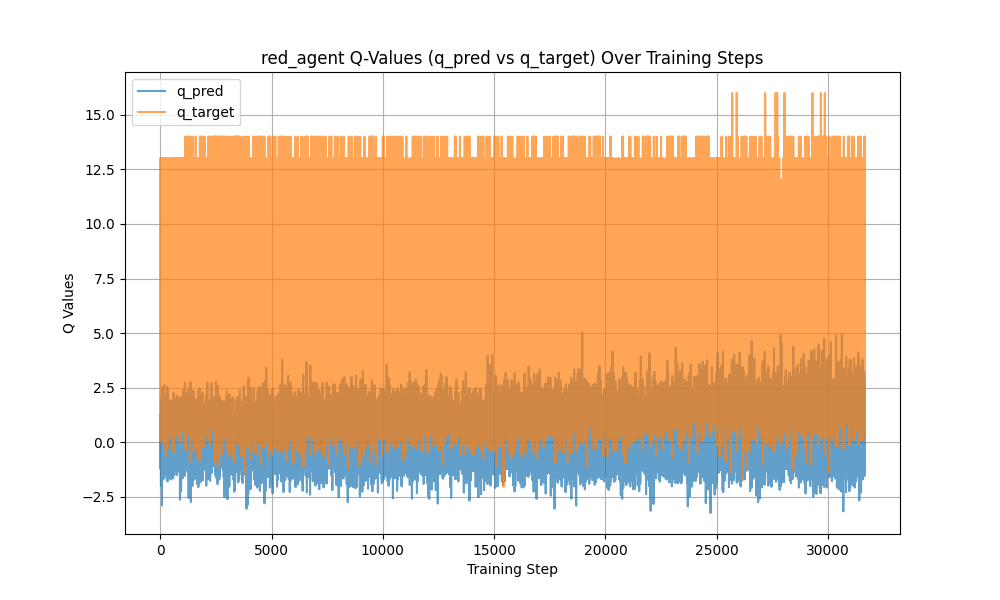 red_agent Q-Values (q_pred vs q_target) Over Training Steps
q_pred
q_target
15.0
12.5
10.0
7.5
5.0
2.5
0.0
−2.5
Q Values
0 5000 10000 15000 20000 25000 30000
Training Step